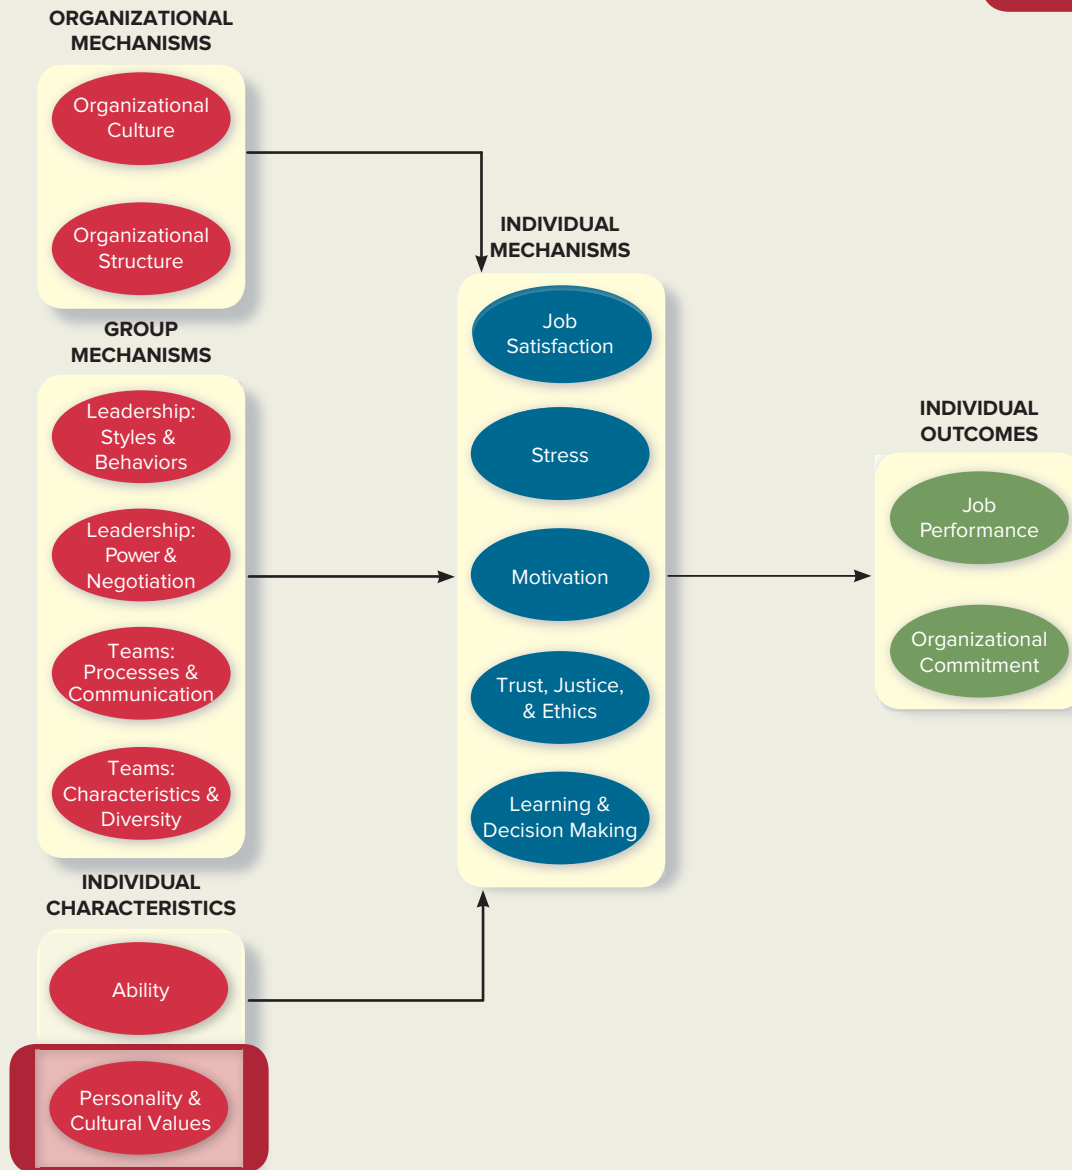 ORGANIZATIONAL
MECHANISMS
Organizational
Culture
Organizational
Structure
GROUP
MECHANISMS
Leadership:
Styles &
Behaviors
Leadership:
Power &
Negotiation
Teams:
Processes &
Communication
Teams:
Characteristics &
Diversity
INDIVIDUAL
CHARACTERISTICS
Ability
Personality &
Cultural Values
INDIVIDUAL
MECHANISMS
Job
Satisfaction
Stress
Motivation
Trust, Justice,
& Ethics
Learning &
Decision Making
INDIVIDUAL
OUTCOMES
Job
Performance
Organizational
Commitment